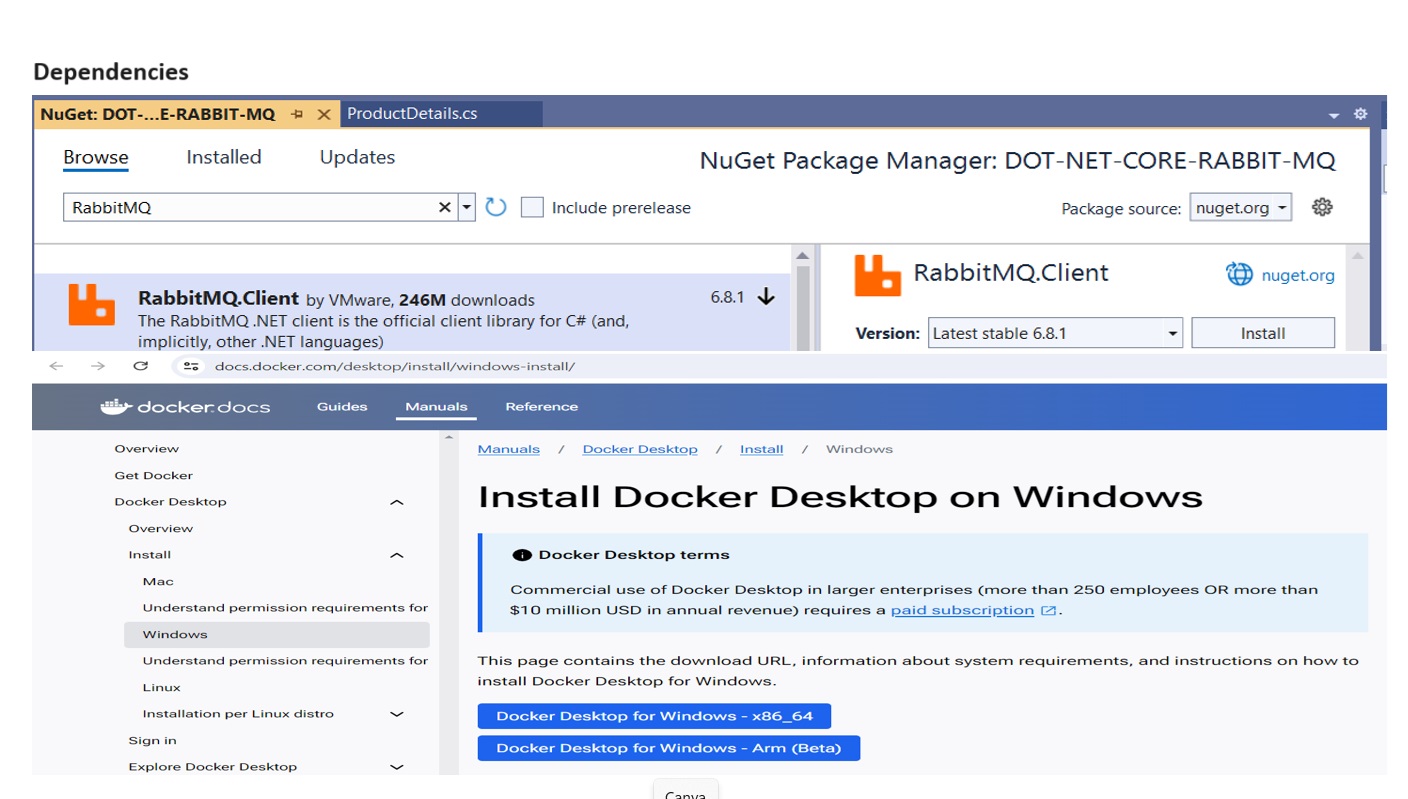 Dependencies
NuGet: DOT-...E-RABBIT-MQ
ProductDetails.cs
Browse Installed Updates
NuGet Package Manager: DOT-NET-CORE-RABBIT-MQ
RabbitMQ
Include prerelease
Package source: nuget.org
RabbitMQ.Client by VMware, 246M downloads
6.8.1
The RabbitMQ .NET client is the official client library for C# (and,
implicitly, other .NET languages)
RabbitMQ.Client
nuget.org
Version: Latest stable 6.8.1
Install
docs.docker.com/desktop/install/windows-install/
docker.docs Guides Manuals Reference
Overview
Get Docker
Docker Desktop
Overview
Install
Mac
Understand permission requirements for
Windows
Understand permission requirements for
Linux
Installation per Linux distro
Sign in
Explore Docker Desktop
Manuals / Docker Desktop / Install / Windows
Install Docker Desktop on Windows
Docker Desktop terms
Commercial use of Docker Desktop in larger enterprises (more than 250 employees OR more than
$10 million USD in annual revenue) requires a paid subscription.
This page contains the download URL, information about system requirements, and instructions on how to
install Docker Desktop for Windows.
Docker Desktop for Windows - x86_64
Docker Desktop for Windows - Arm (Beta)
Canva